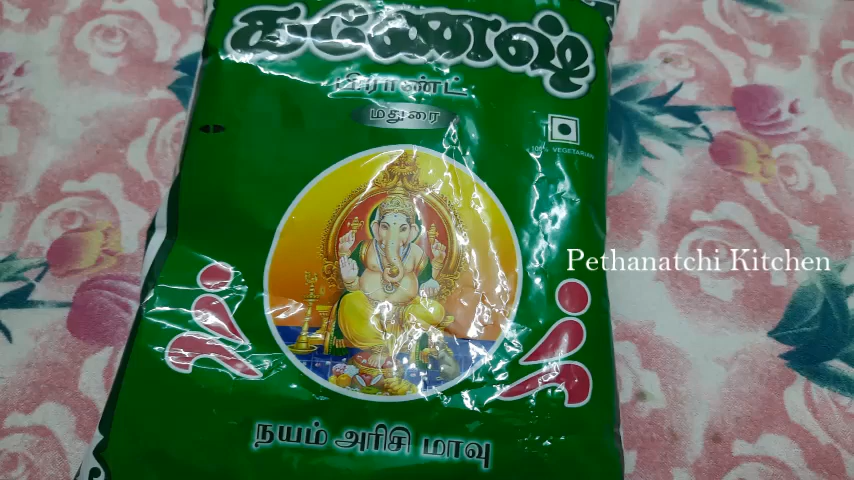 கணேஷ்
பிராண்ட்
மதுரை
100% VEGETARIAN
Pethanatchi Kitchen
நயம் அரிசி மாவு